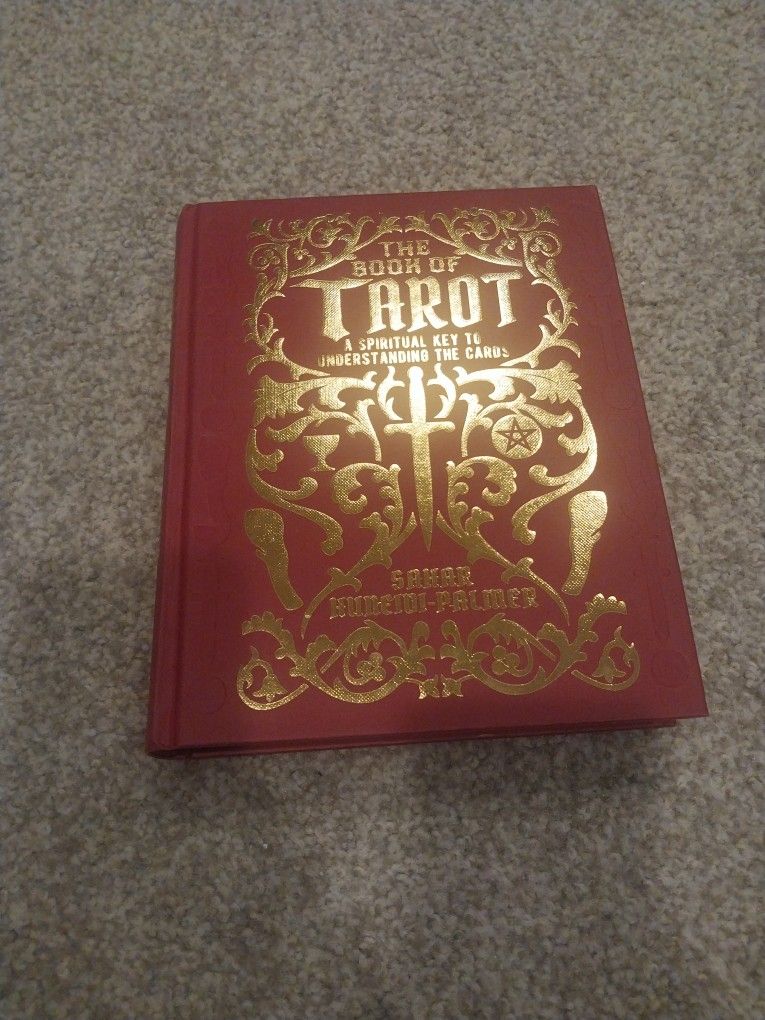 THE
BOOK OF
TAROT
A SPIRITUAL KEY TO
UNDERSTANDING THE CARDS
SAHAR
HUNEIDI-PALMER